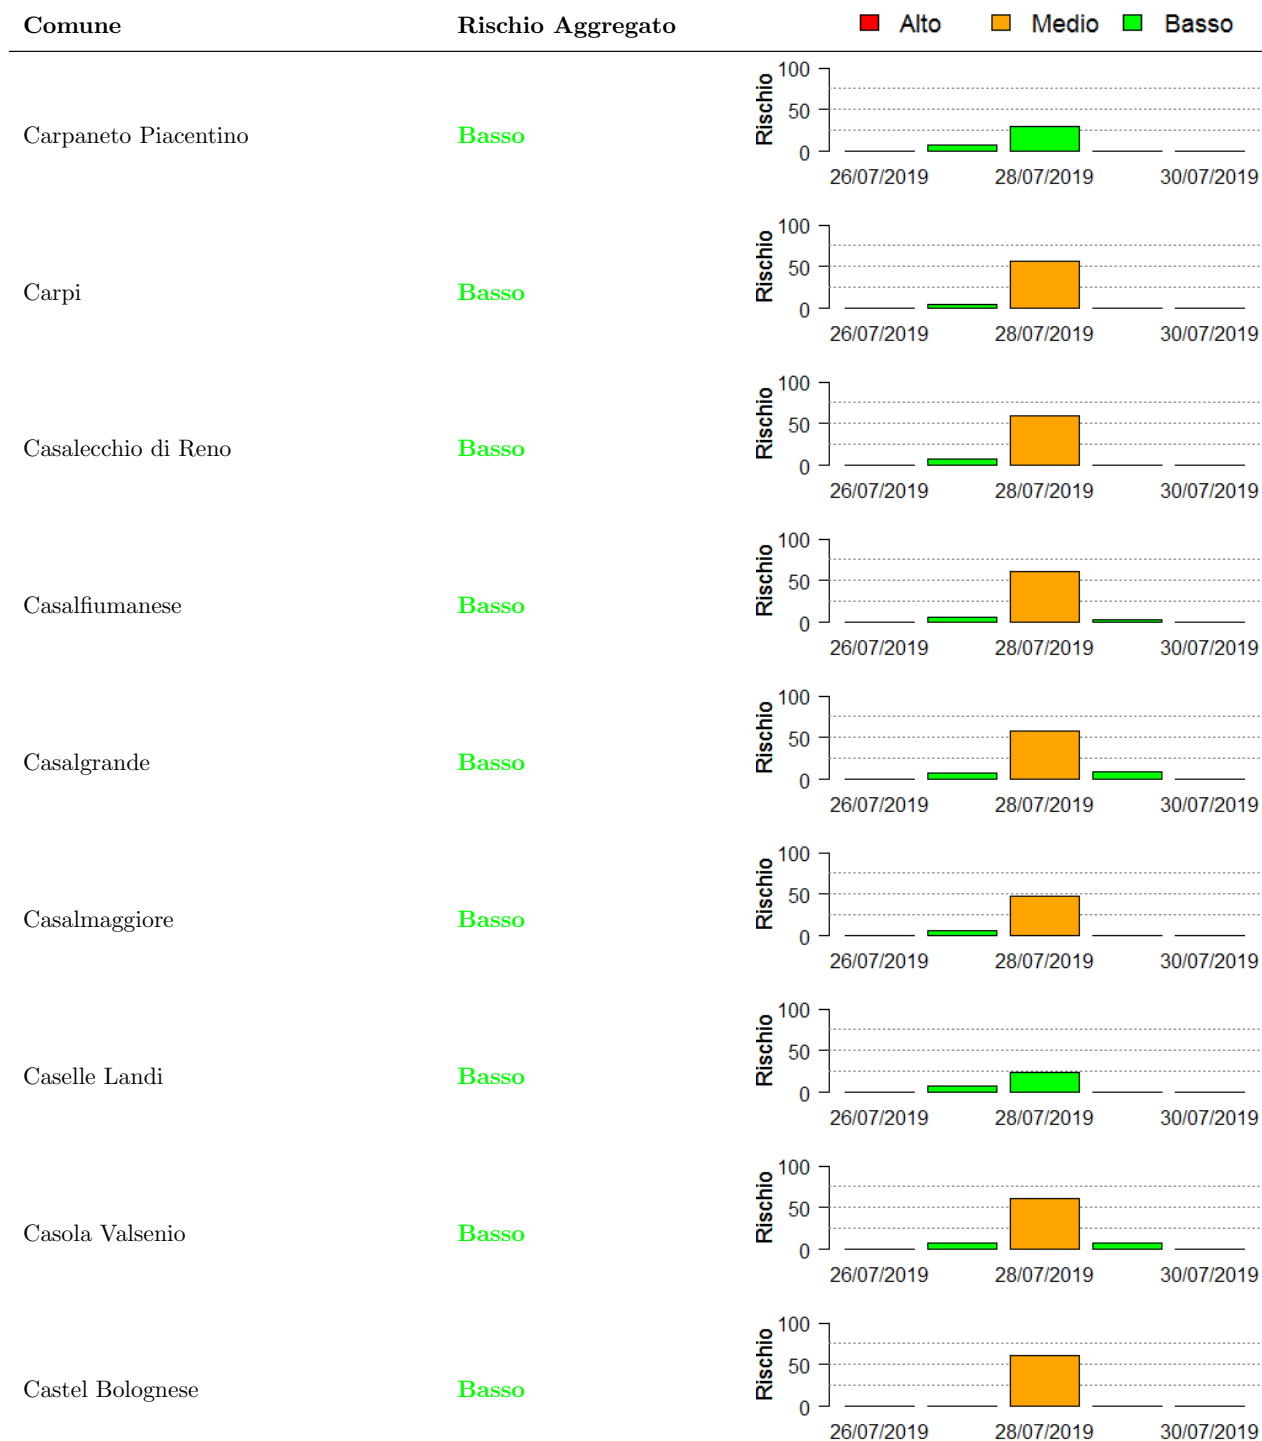 Comune Rischio Aggregato Alto Medio Basso
100
50
0
Rischio
Carpaneto Piacentino Basso
26/07/2019 28/07/2019 30/07/2019
100
50
0
Rischio
Carpi Basso
26/07/2019 28/07/2019 30/07/2019
100
50
0
Rischio
Casalecchio di Reno Basso
26/07/2019 28/07/2019 30/07/2019
100
50
0
Rischio
Casalfiumanese Basso
26/07/2019 28/07/2019 30/07/2019
100
50
0
Rischio
Casalgrande Basso
26/07/2019 28/07/2019 30/07/2019
100
50
0
Rischio
Casalmaggiore Basso
26/07/2019 28/07/2019 30/07/2019
100
50
0
Rischio
Caselle Landi Basso
26/07/2019 28/07/2019 30/07/2019
100
50
0
Rischio
Casola Valsenio Basso
26/07/2019 28/07/2019 30/07/2019
100
50
0
Rischio
Castel Bolognese Basso
26/07/2019 28/07/2019 30/07/2019